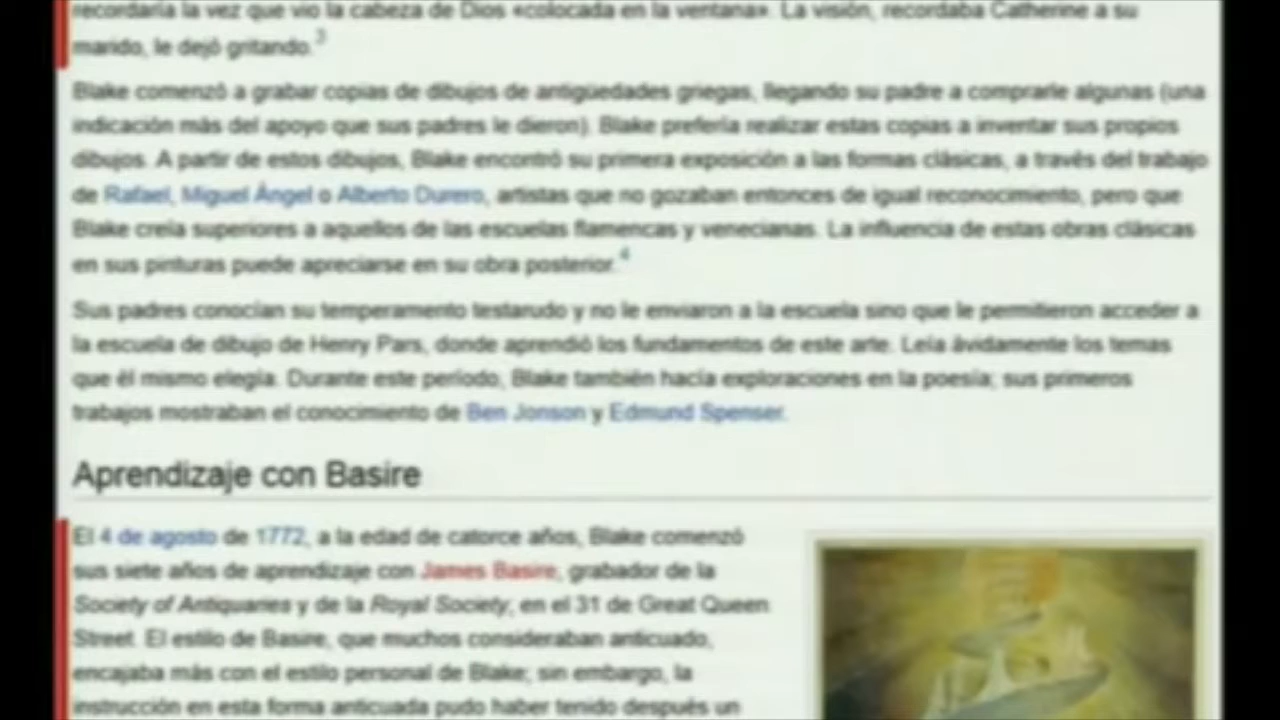 recordaría la vez que vio la cabeza de Dios «colocada en la ventana». La visión, recordaba Catherine a su
marido, le dejó gritando.3
Blake comenzó a grabar copias de dibujos de antigüedades griegas, llegando su padre a comprarle algunas (una
indicación más del apoyo que sus padres le dieron). Blake prefería realizar estas copias a inventar sus propios
dibujos. A partir de estos dibujos, Blake encontró su primera exposición a las formas clásicas, a través del trabajo
de Rafael, Miguel Ángel o Alberto Durero, artistas que no gozaban entonces de igual reconocimiento, pero que
Blake creía superiores a aquellos de las escuelas flamencas y venecianas. La influencia de estas obras clásicas
en sus pinturas puede apreciarse en su obra posterior.4
Sus padres conocían su temperamento testarudo y no le enviaron a la escuela sino que le permitieron acceder a
la escuela de dibujo de Henry Pars, donde aprendió los fundamentos de este arte. Leía ávidamente los temas
que él mismo elegía. Durante este período, Blake también hacía exploraciones en la poesía; sus primeros
trabajos mostraban el conocimiento de Ben Jonson y Edmund Spenser.
Aprendizaje con Basire
El 4 de agosto de 1772, a la edad de catorce años, Blake comenzó
sus siete años de aprendizaje con James Basire, grabador de la
Society of Antiquaries y de la Royal Society, en el 31 de Great Queen
Street. El estilo de Basire, que muchos consideraban anticuado,
encajaba más con el estilo personal de Blake; sin embargo, la
instrucción en esta forma anticuada pudo haber tenido después un